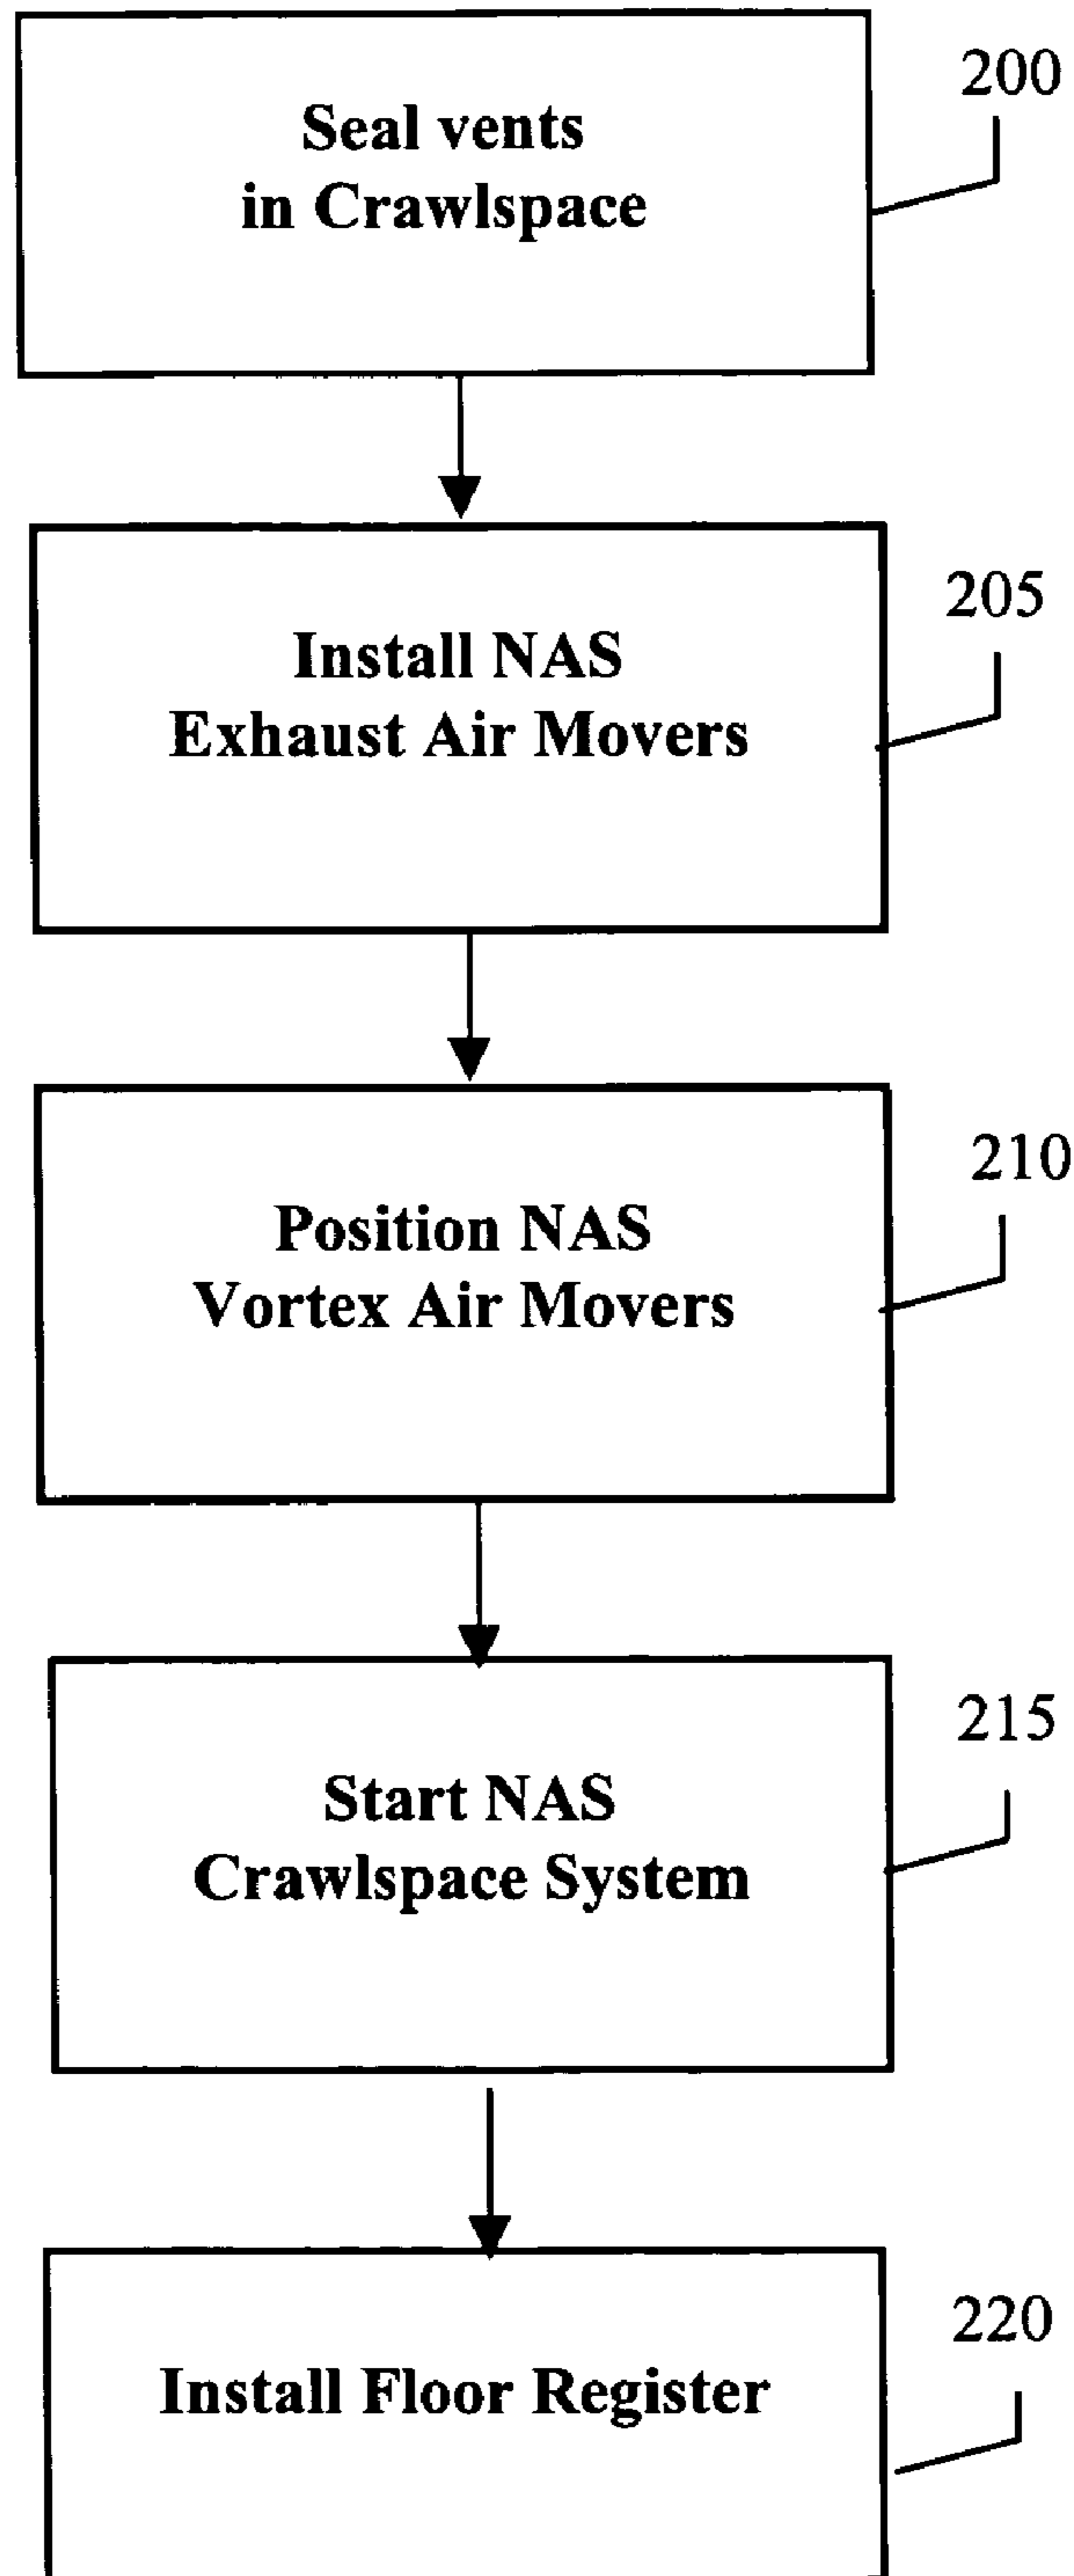 200
Seal vents
in Crawlspace
205
Install NAS
Exhaust Air Movers
210
Position NAS
Vortex Air Movers
215
Start NAS
Crawlspace System
220
Install Floor Register